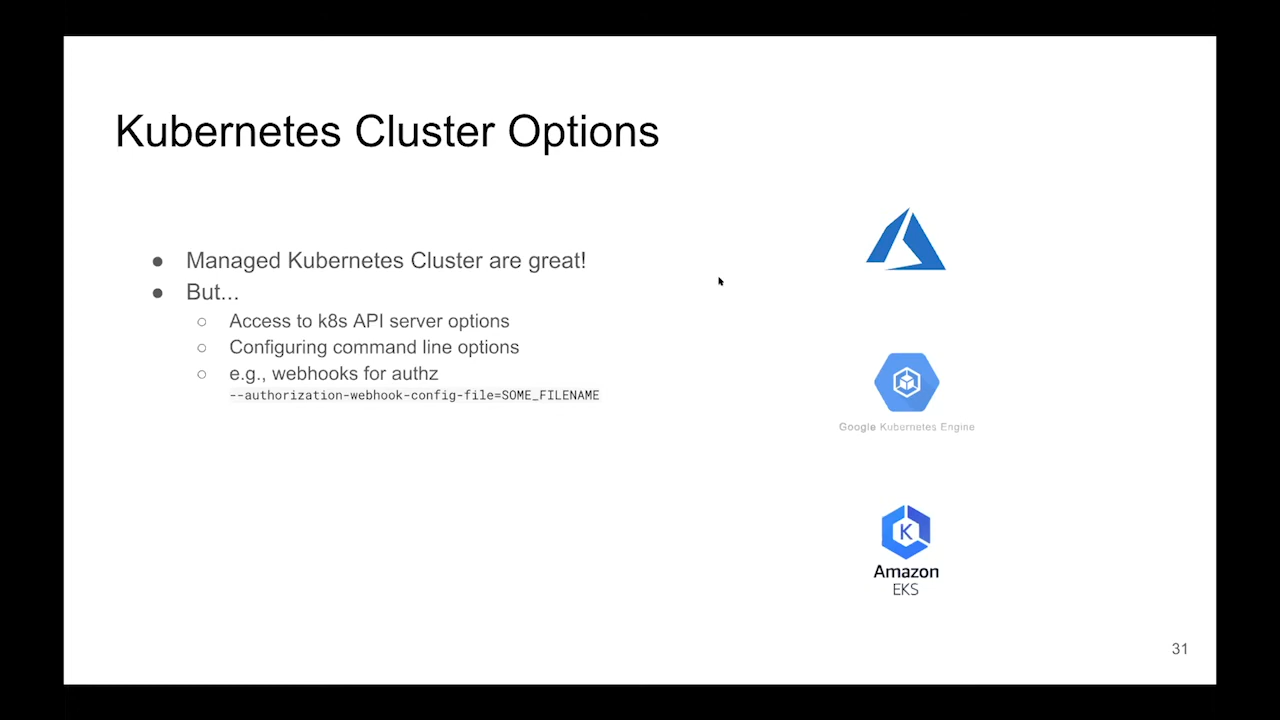 Kubernetes Cluster Options
● Managed Kubernetes Cluster are great!
● But...
○ Access to k8s API server options
○ Configuring command line options
○ e.g., webhooks for authz
--authorization-webhook-config-file=SOME_FILENAME
Google Kubernetes Engine
K
Amazon
EKS
31